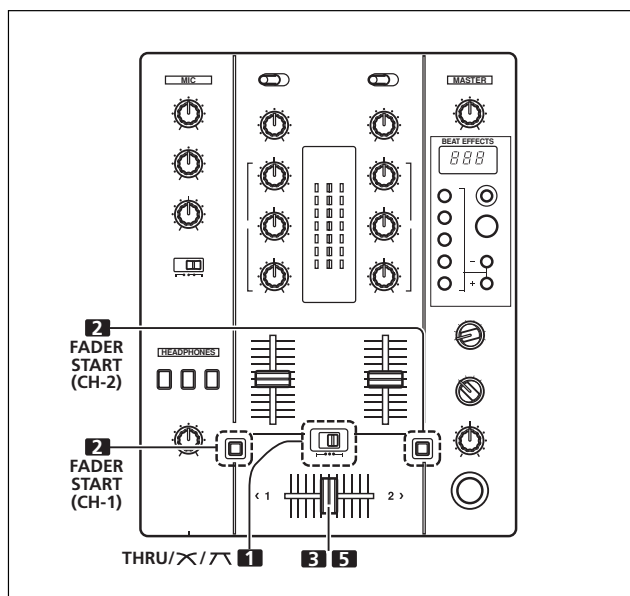 MIC
MASTER
BEAT EFFECTS
888
−
+
2
FADER
START
(CH-2)
HEADPHONES
2
FADER
START
(CH-1)
‹ 1
2 ›
THRU/ / 1
3 5